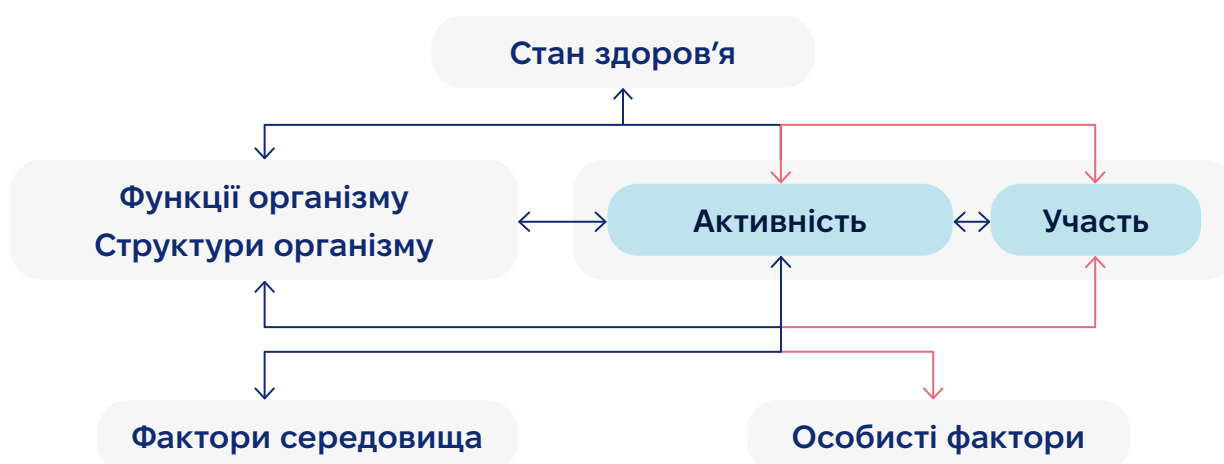 Стан здоров’я
Функції організму
Структури організму
Активність
Участь
Фактори середовища
Особисті фактори